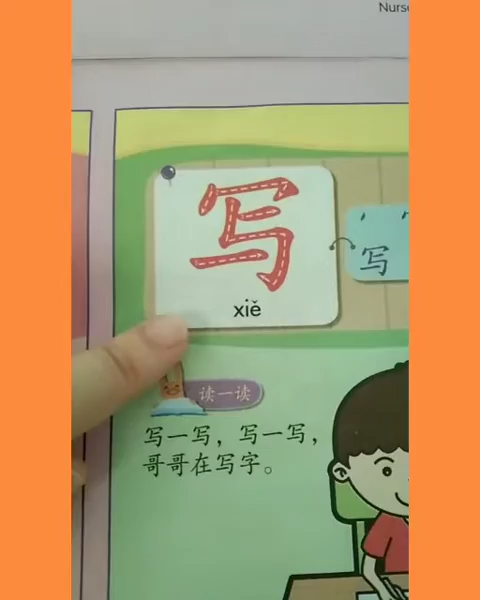 写
xiě
写
读一读
写一写，写一写，
哥哥在写字。